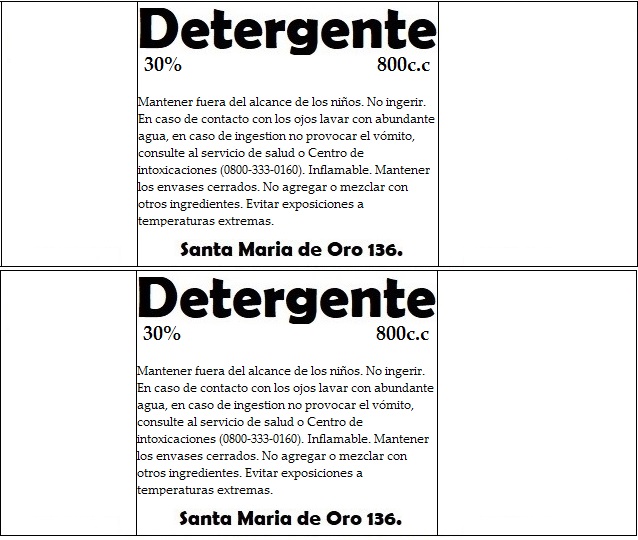 Detergente
30% 800c.c
Mantener fuera del alcance de los niños. No ingerir.
En caso de contacto con los ojos lavar con abundante
agua, en caso de ingestion no provocar el vómito,
consulte al servicio de salud o Centro de
intoxicaciones (0800-333-0160). Inflamable. Mantener
los envases cerrados. No agregar o mezclar con
otros ingredientes. Evitar exposiciones a
temperaturas extremas.
Santa Maria de Oro 136.
Detergente
30% 800c.c
Mantener fuera del alcance de los niños. No ingerir.
En caso de contacto con los ojos lavar con abundante
agua, en caso de ingestion no provocar el vómito,
consulte al servicio de salud o Centro de
intoxicaciones (0800-333-0160). Inflamable. Mantener
los envases cerrados. No agregar o mezclar con
otros ingredientes. Evitar exposiciones a
temperaturas extremas.
Santa Maria de Oro 136.